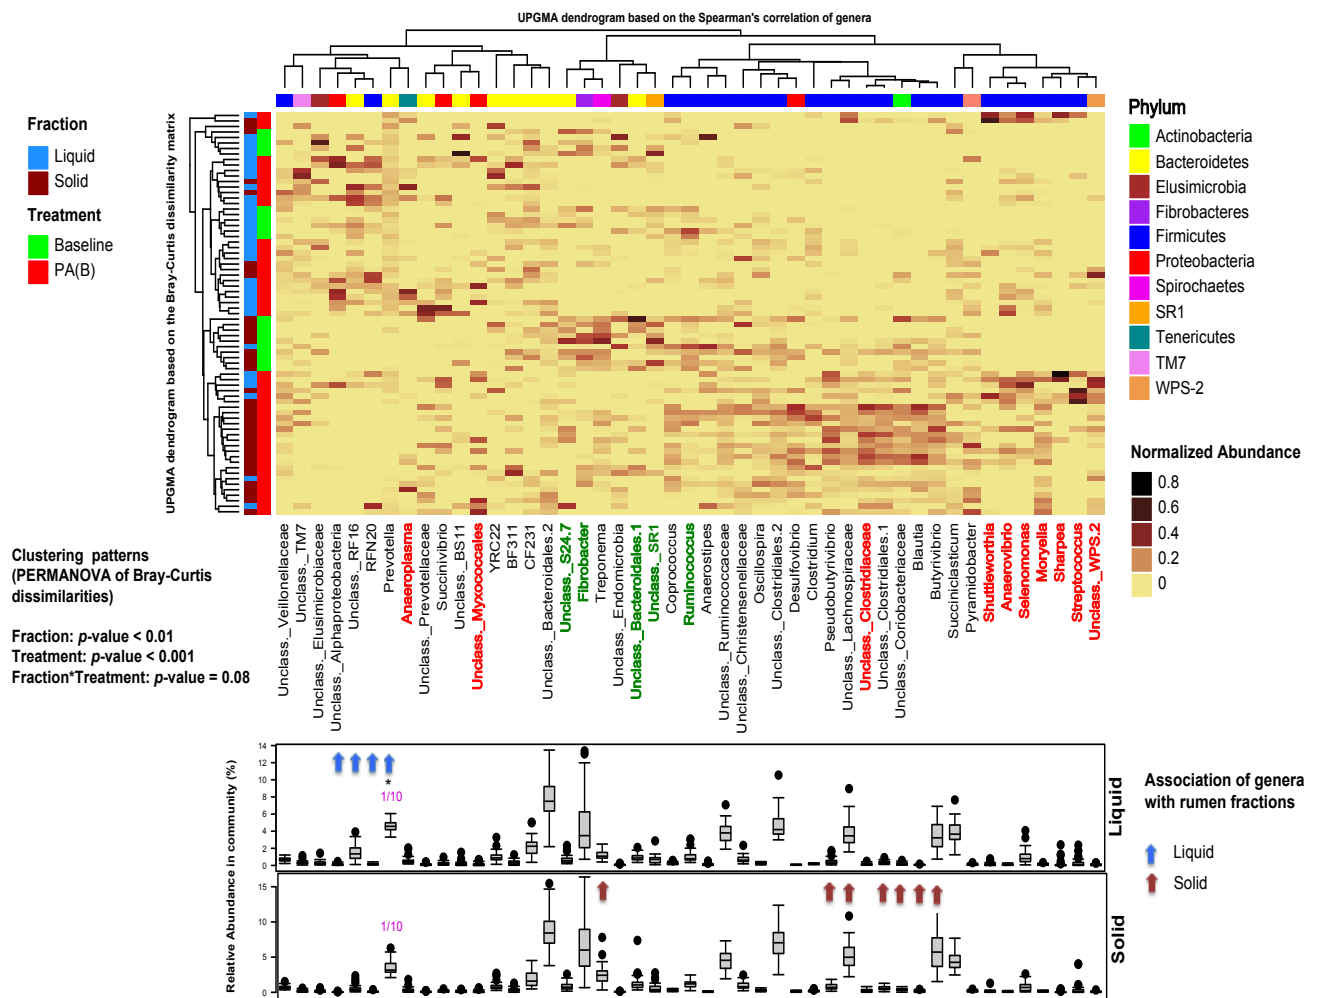 UPGMA dendrogram based on the Spearman's correlation of genera
UPGMA dendrogram based on the Bray-Curtis dissimilarity matrix
Fraction
Liquid
Solid
Treatment
Baseline
PA(B)
Phylum
Actinobacteria
Bacteroidetes
Elusimicrobia
Fibrobacteres
Firmicutes
Proteobacteria
Spirochaetes
SR1
Tenericutes
TM7
WPS-2
Normalized Abundance
0.8
0.6
0.4
0.2
0
Clustering patterns
(PERMANOVA of Bray-Curtis
dissimilarities)
Fraction: p-value < 0.01
Treatment: p-value < 0.001
Fraction*Treatment: p-value = 0.08
Unclass._Veillonellaceae
Unclass._TM7
Unclass._Elusimicrobiaceae
Unclass._Alphaproteobacteria
Unclass._RF16
RFN20
Prevotella
Anaeroplasma
Unclass._Prevotellaceae
Succinivibrio
Unclass._BS11
Unclass._Myxococcales
YRC22
BF311
CF231
Unclass._Bacteroidales.2
Unclass._S24.7
Fibrobacter
Treponema
Unclass._Endomicrobia
Unclass._Bacteroidales.1
Unclass._SR1
Coprococcus
Ruminococcus
Anaerostipes
Unclass._Ruminococcaceae
Unclass._Christensenellaceae
Oscillospira
Unclass._Clostridiales.2
Desulfovibrio
Clostridium
Pseudobutyrivibrio
Unclass._Lachnospiraceae
Unclass._Clostridiaceae
Unclass._Clostridiales.1
Unclass._Coriobacteriaceae
Blautia
Butyrivibrio
Succiniclasticum
Pyramidobacter
Shuttleworthia
Anaerovibrio
Selenomonas
Moryella
Sharpea
Streptococcus
Unclass._WPS.2
Relative Abundance in community (%)
14
12
10
8
6
4
2
0
*
1/10
Liquid
15
10
5
0
1/10
Solid
Association of genera
with rumen fractions
Liquid
Solid